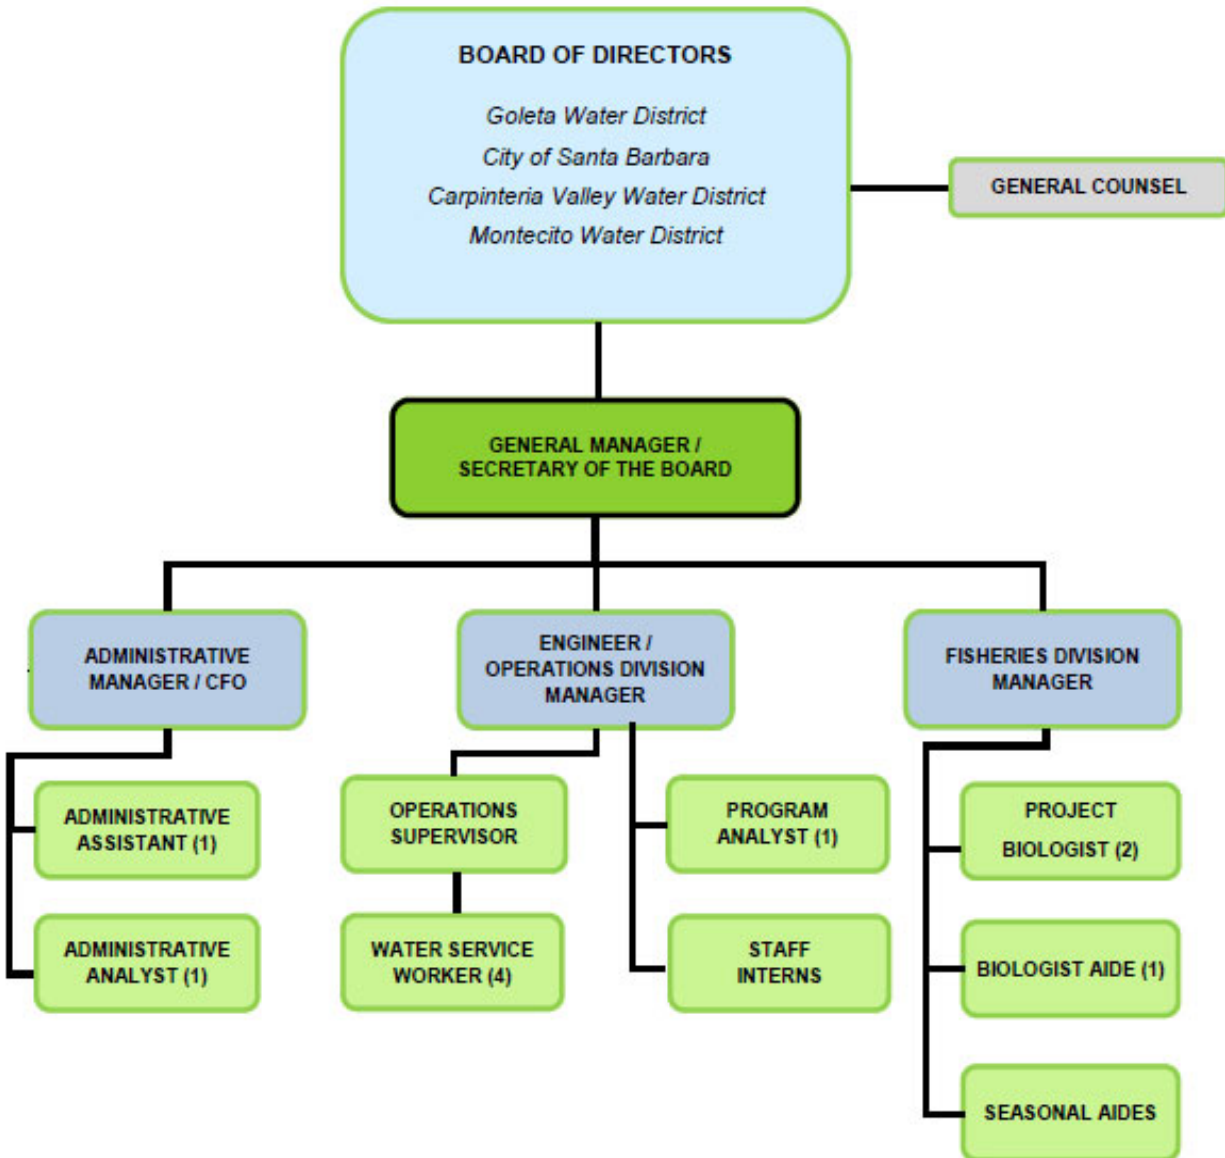 BOARD OF DIRECTORS
Goleta Water District
City of Santa Barbara
Carpinteria Valley Water District
Montecito Water District
GENERAL COUNSEL
GENERAL MANAGER /
SECRETARY OF THE BOARD
ADMINISTRATIVE
MANAGER / CFO
ENGINEER /
OPERATIONS DIVISION
MANAGER
FISHERIES DIVISION
MANAGER
ADMINISTRATIVE
ASSISTANT (1)
ADMINISTRATIVE
ANALYST (1)
OPERATIONS
SUPERVISOR
WATER SERVICE
WORKER (4)
PROGRAM
ANALYST (1)
STAFF
INTERNS
PROJECT
BIOLOGIST (2)
BIOLOGIST AIDE (1)
SEASONAL AIDES